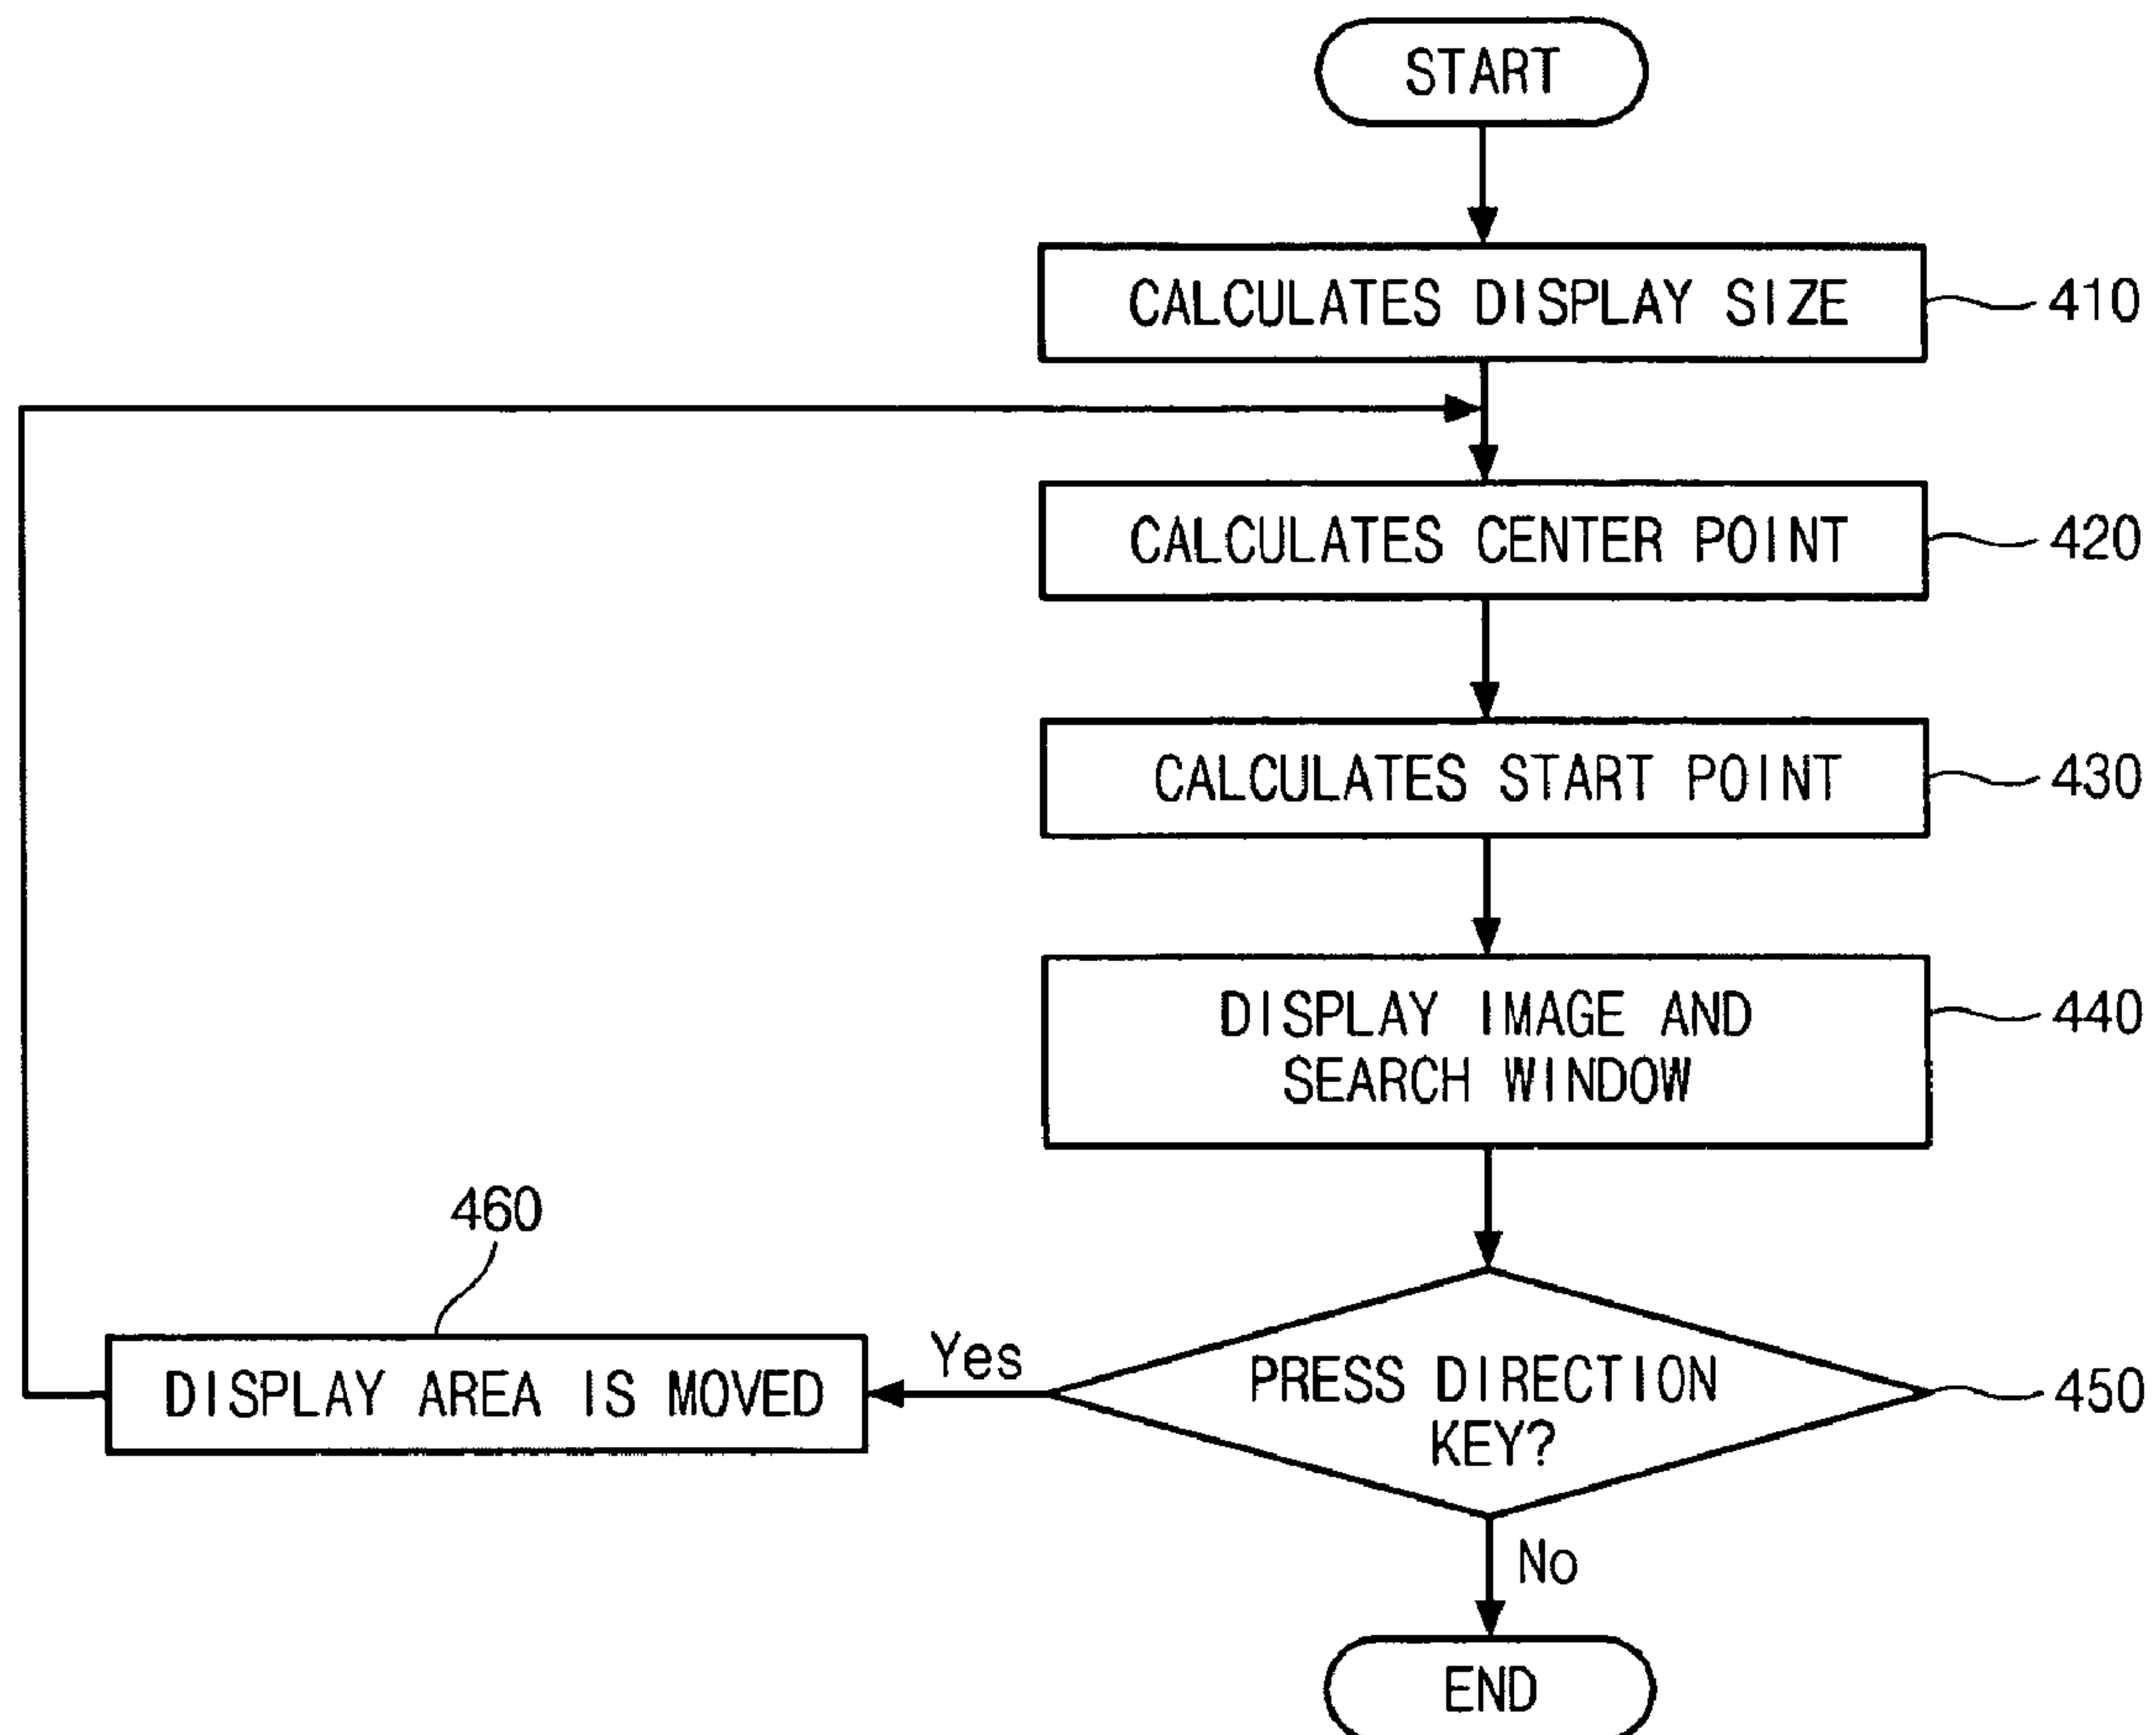 START
CALCULATES DISPLAY SIZE
410
CALCULATES CENTER POINT
420
CALCULATES START POINT
430
DISPLAY IMAGE AND
SEARCH WINDOW
440
460
DISPLAY AREA IS MOVED
Yes
PRESS DIRECTION
KEY?
450
No
END